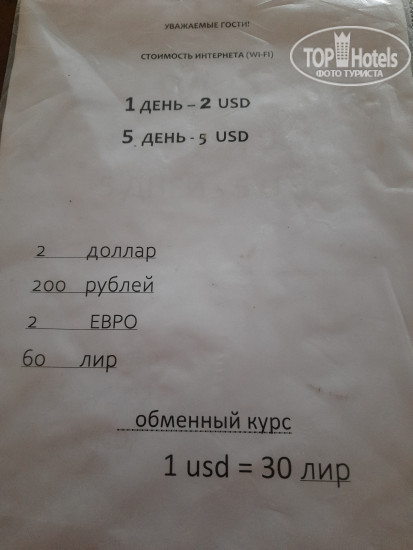 TOP Hotels
ФОТО ТУРИСТА
УВАЖАЕМЫЕ ГОСТИ!
СТОИМОСТЬ ИНТЕРНЕТА (WI-FI)
1 ДЕНЬ – 2 USD
5. ДЕНЬ - 5 USD
2 доллар
200 рублей
2 ЕВРО
60 лир
обменный курс
1 usd = 30 лир